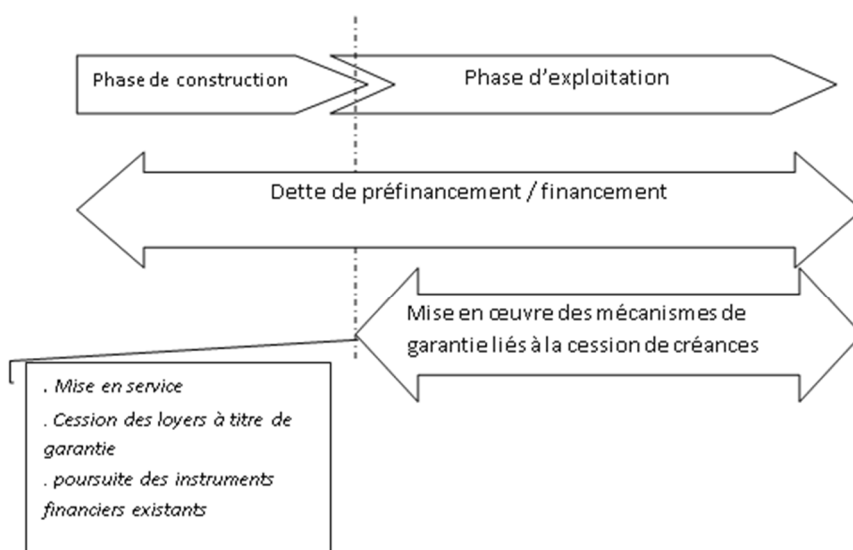 Phase de construction
Phase d'exploitation
Dette de préfinancement / financement
Mise en œuvre des mécanismes de
garantie liés à la cession de créances
. Mise en service
. Cession des loyers à titre de
garantie
. poursuite des instruments
financiers existants